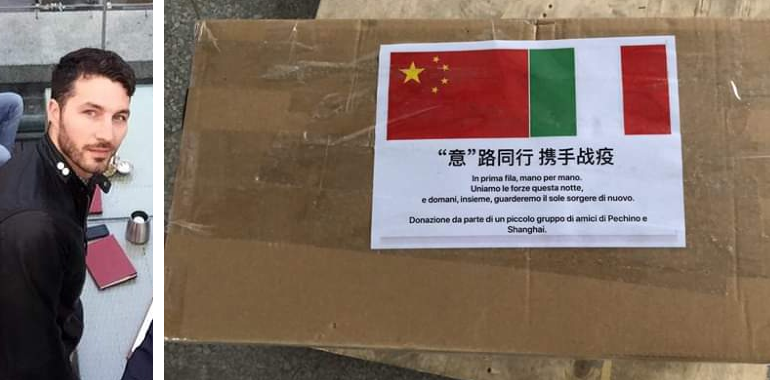 “意”路同行 携手战疫
In prima fila, mano per mano.
Uniamo le forze questa notte,
e domani, insieme, guarderemo il sole sorgere di nuovo.
Donazione da parte di un piccolo gruppo di amici di Pechino e
Shanghai.